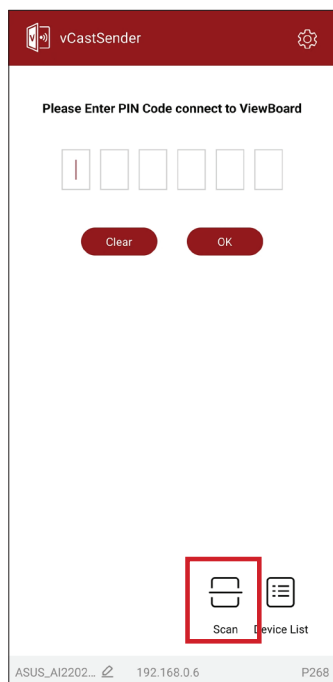 vCastSender
Please Enter PIN Code connect to ViewBoard
Clear OK
Scan Device List
ASUS_AI2202... 192.168.0.6 P268